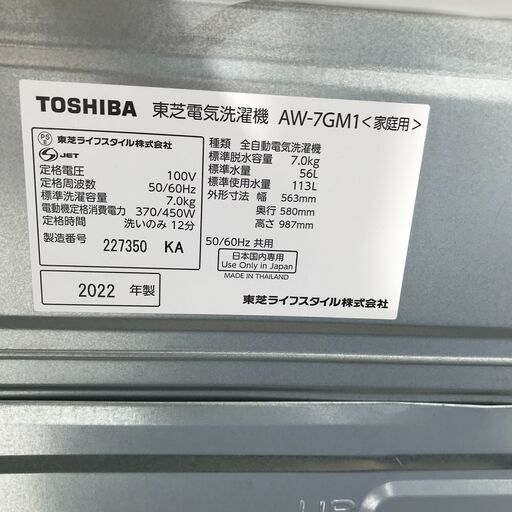 TOSHIBA 東芝電気洗濯機 AW-7GM1<家庭用>
PS E 東芝ライフスタイル株式会社
S JET
定格電圧 100V
定格周波数 50/60Hz
標準洗濯容量 7.0kg
電動機定格消費電力 370/450W
定格時間 洗いのみ 12分
製造番号 227350 KA
2022 年製
種類 全自動電気洗濯機
標準脱水容量 7.0kg
標準水量 56L
標準使用水量 113L
外形寸法 幅 563mm
奥行 580mm
高さ 987mm
50/60Hz 共用
日本国内専用
Use Only in Japan
MADE IN THAILAND
東芝ライフスタイル株式会社